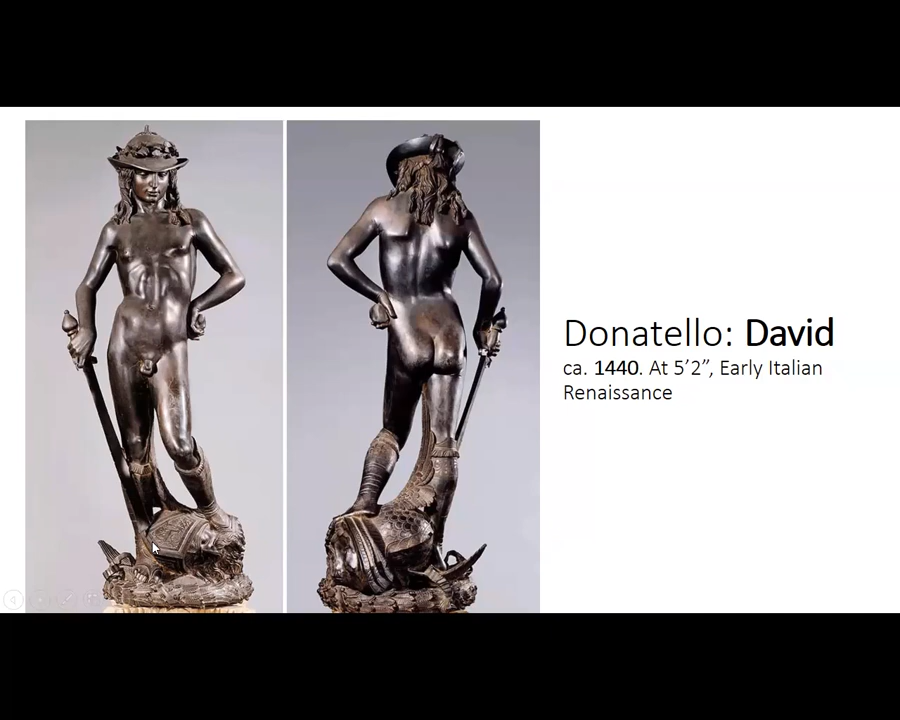 Donatello: David
ca. 1440. At 5’2”, Early Italian
Renaissance